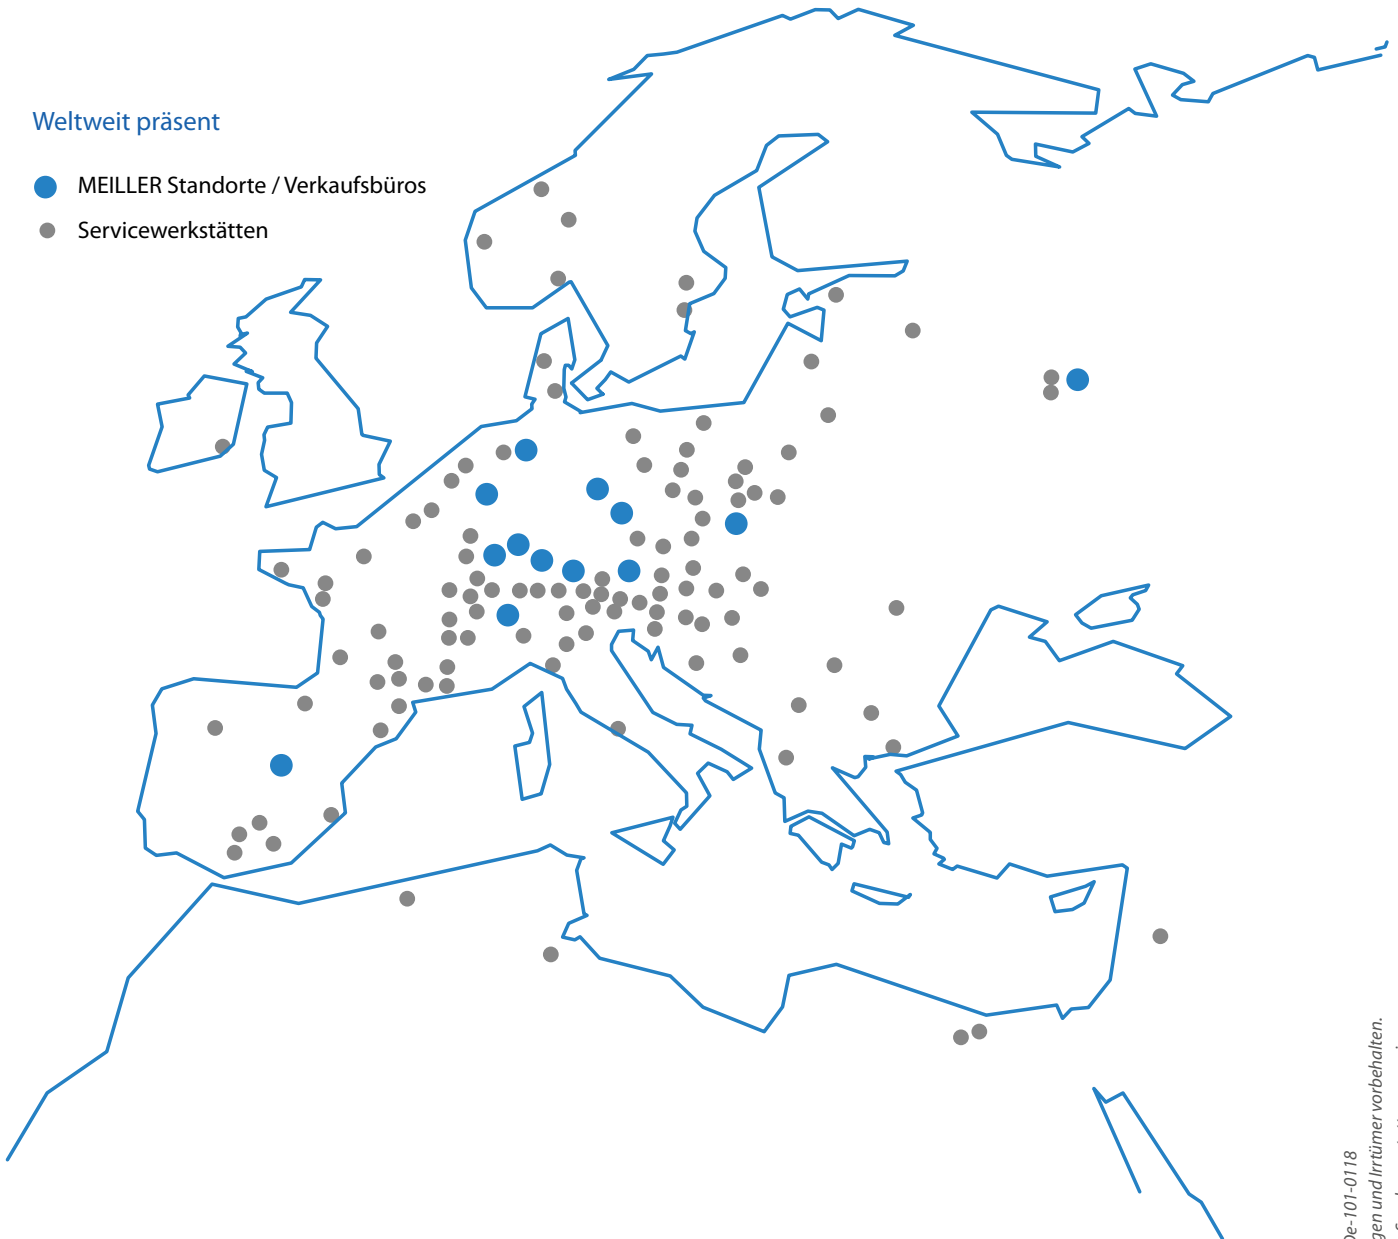 Weltweit präsent
MEILLER Standorte / Verkaufsbüros
Servicewerkstätten
De-101-0118
gen und Irrtümer vorbehalten.